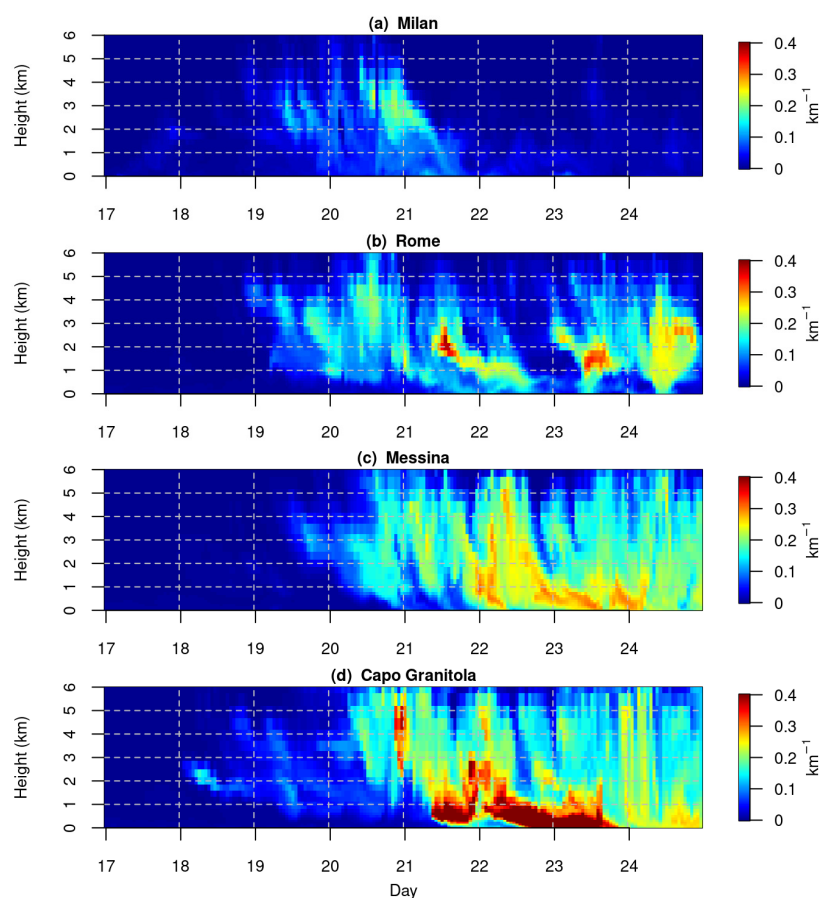 (a) Milan
Height (km)
0 1 2 3 4 5 6
17 18 19 20 21 22 23 24
0 0.1 0.2 0.3 0.4
km−1
(b) Rome
Height (km)
0 1 2 3 4 5 6
17 18 19 20 21 22 23 24
0 0.1 0.2 0.3 0.4
km−1
(c) Messina
Height (km)
0 1 2 3 4 5 6
17 18 19 20 21 22 23 24
0 0.1 0.2 0.3 0.4
km−1
(d) Capo Granitola
Height (km)
0 1 2 3 4 5 6
17 18 19 20 21 22 23 24
0 0.1 0.2 0.3 0.4
km−1
Day